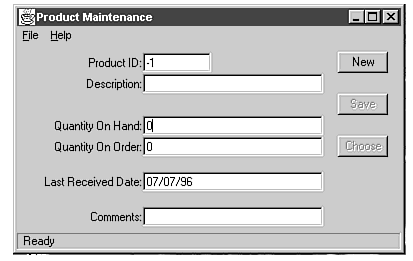 Product Maintenance
File Help
Product ID: -1 New
Description:
Save
Quantity On Hand: 0
Quantity On Order: 0 Choose
Last Received Date: 07/07/96
Comments:
Ready